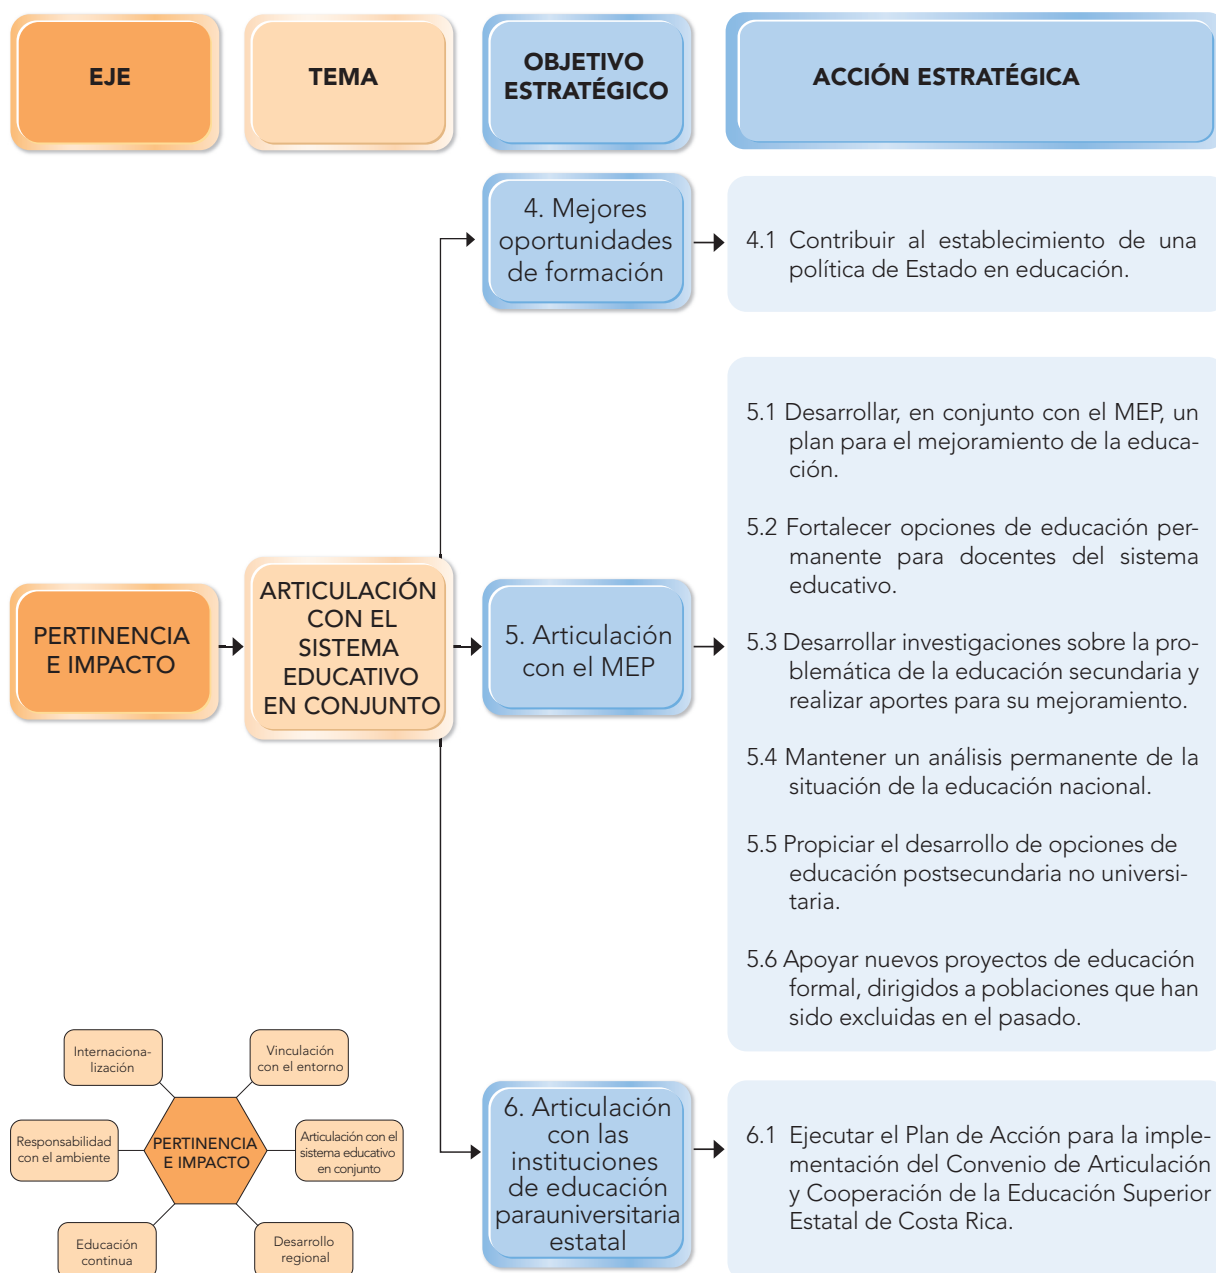 EJE
TEMA
OBJETIVO
ESTRATÉGICO
ACCIÓN ESTRATÉGICA
4. Mejores
oportunidades
de formación
4.1 Contribuir al establecimiento de una
política de Estado en educación.
PERTINENCIA
E IMPACTO
ARTICULACIÓN
CON EL
SISTEMA
EDUCATIVO
EN CONJUNTO
5. Articulación
con el MEP
5.1 Desarrollar, en conjunto con el MEP, un
plan para el mejoramiento de la educa-
ción.
5.2 Fortalecer opciones de educación per-
manente para docentes del sistema
educativo.
5.3 Desarrollar investigaciones sobre la pro-
blemática de la educación secundaria y
realizar aportes para su mejoramiento.
5.4 Mantener un análisis permanente de la
situación de la educación nacional.
5.5 Propiciar el desarrollo de opciones de
educación postsecundaria no universi-
taria.
5.6 Apoyar nuevos proyectos de educación
formal, dirigidos a poblaciones que han
sido excluidas en el pasado.
6. Articulación
con las
instituciones
de educación
parauniversitaria
estatal
6.1 Ejecutar el Plan de Acción para la imple-
mentación del Convenio de Articulación
y Cooperación de la Educación Superior
Estatal de Costa Rica.
Internaciona-
lización
Vinculación
con el entorno
Responsabilidad
con el ambiente
PERTINENCIA
E IMPACTO
Articulación con el
sistema educativo
en conjunto
Educación
continua
Desarrollo
regional